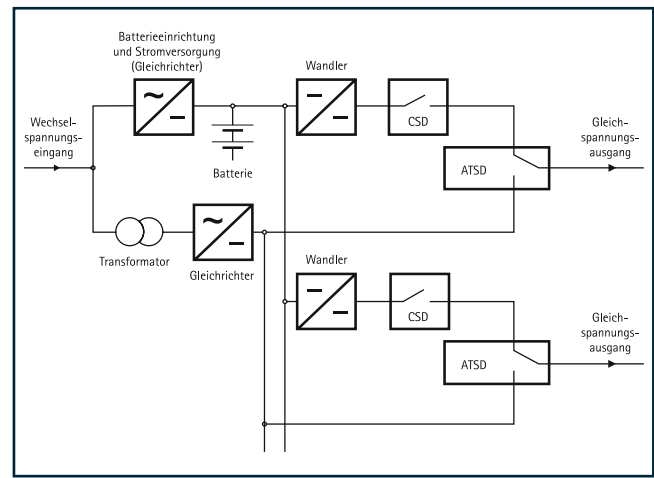 Batterieeinrichtung
und Stromversorgung
(Gleichrichter)
Wandler
Wechsel-
spannungs-
eingang
CSD
Gleich-
spannungs-
ausgang
Batterie
ATSD
Transformator
Gleichrichter
Wandler
CSD
Gleich-
spannungs-
ausgang
ATSD